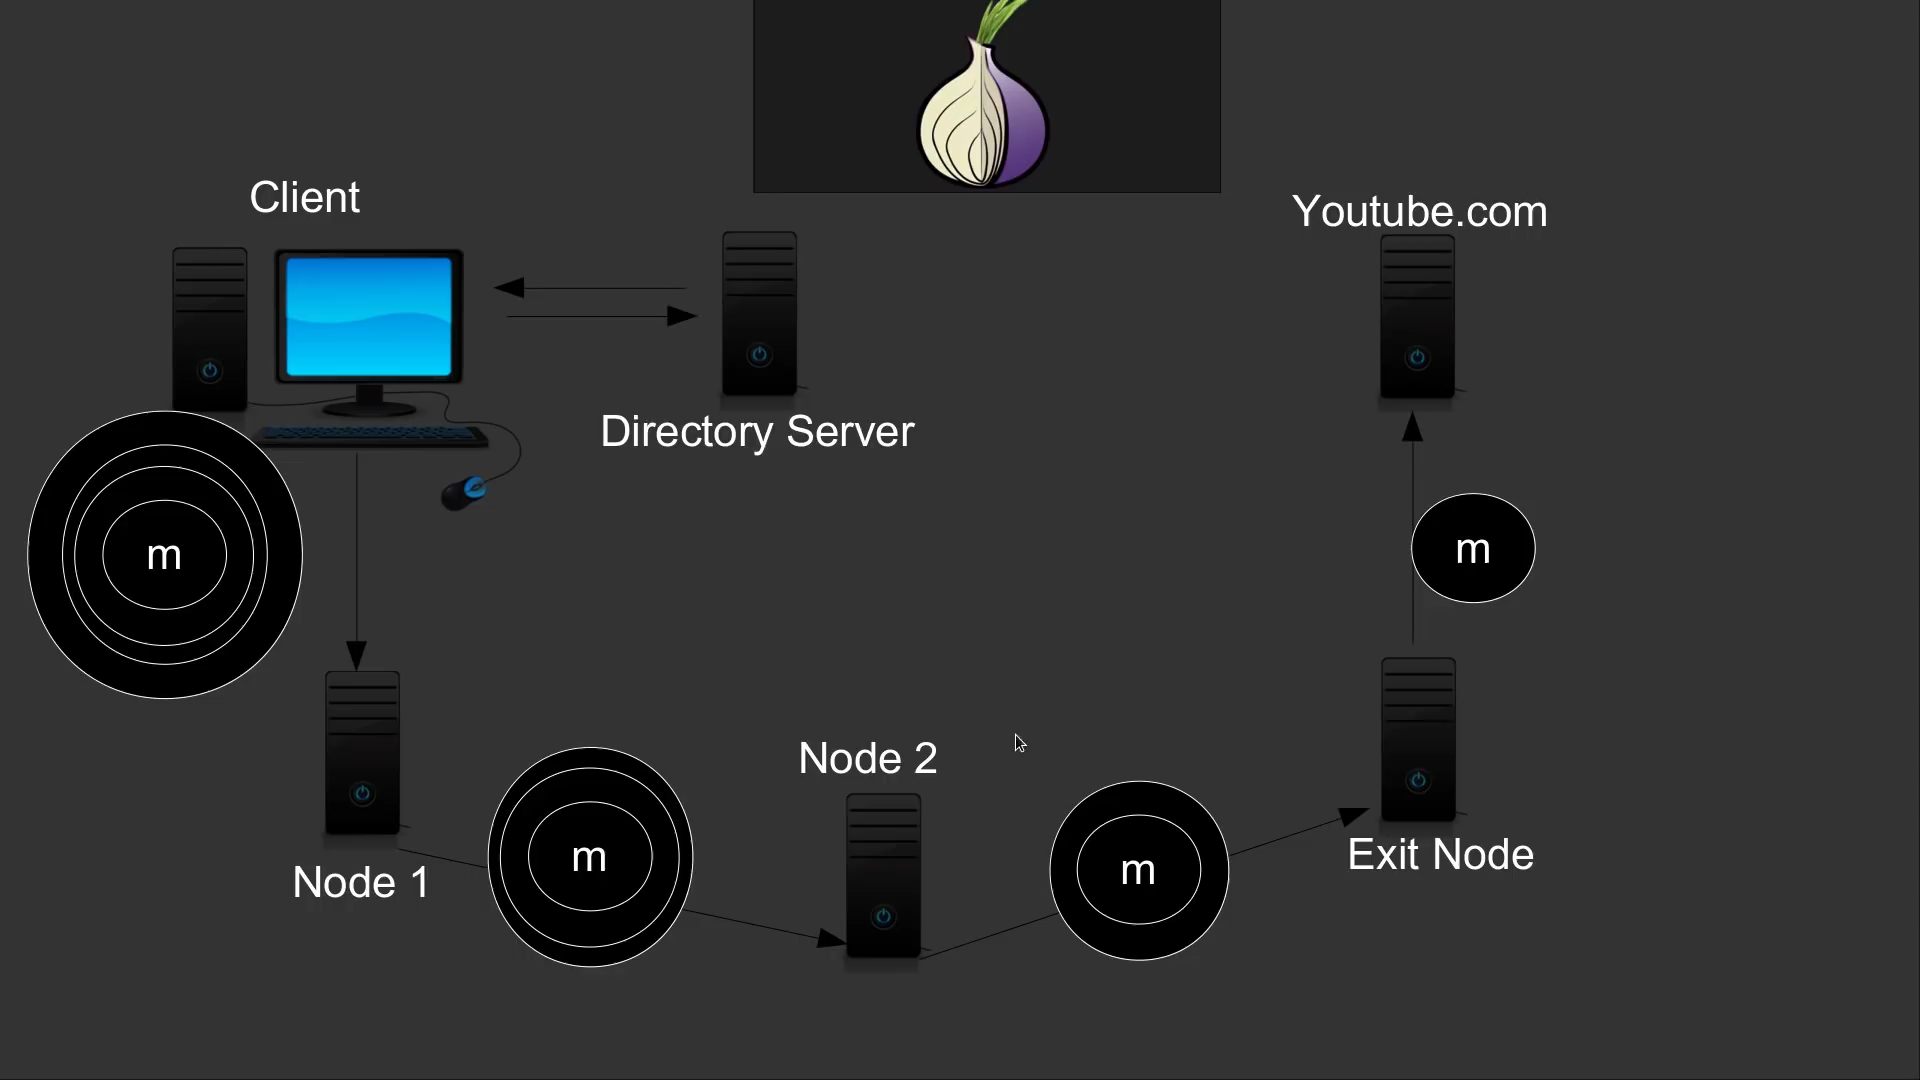 Client
Youtube.com
Directory Server
m
m
Node 2
m
m
Exit Node
Node 1